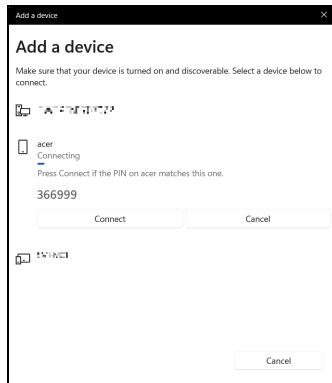 Add a device
Add a device
Make sure that your device is turned on and discoverable. Select a device below to
connect.
acer
Connecting
Press Connect if the PIN on acer matches this one.
366999
Connect Cancel
Cancel